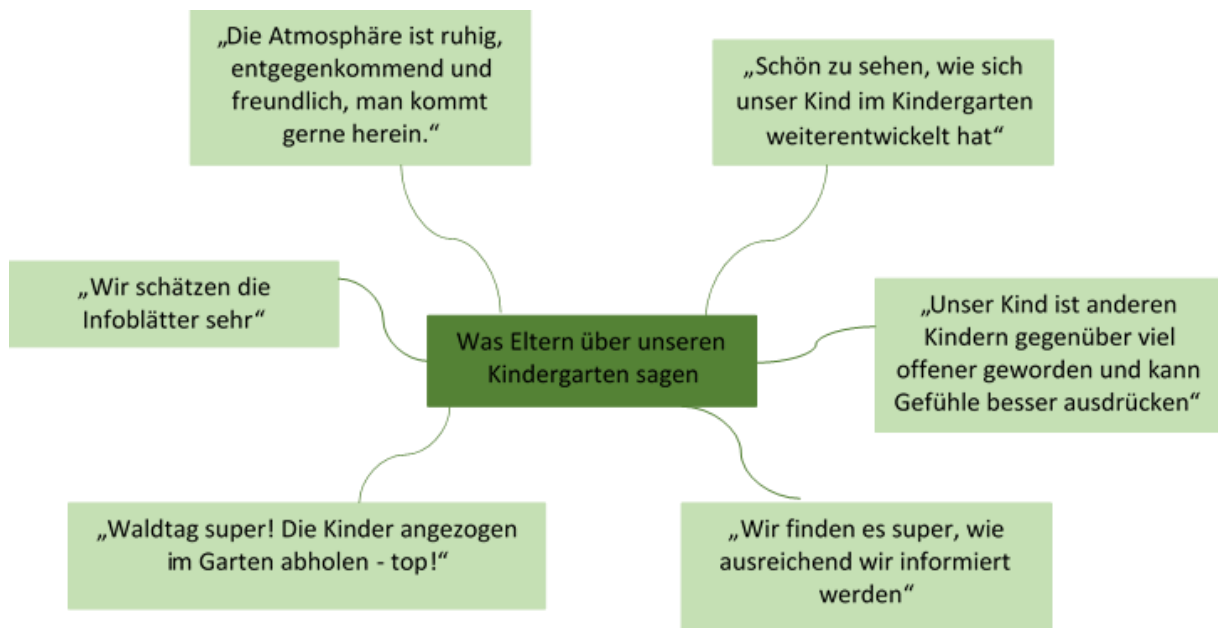 „Die Atmosphäre ist ruhig,
entgegenkommend und
freundlich, man kommt
gerne herein.“
„Schön zu sehen, wie sich
unser Kind im Kindergarten
weiterentwickelt hat“
„Wir schätzen die
Infoblätter sehr“
Was Eltern über unseren
Kindergarten sagen
„Unser Kind ist anderen
Kindern gegenüber viel
offener geworden und kann
Gefühle besser ausdrücken“
„Waldtag super! Die Kinder angezogen
im Garten abholen - top!“
„Wir finden es super, wie
ausreichend wir informiert
werden“